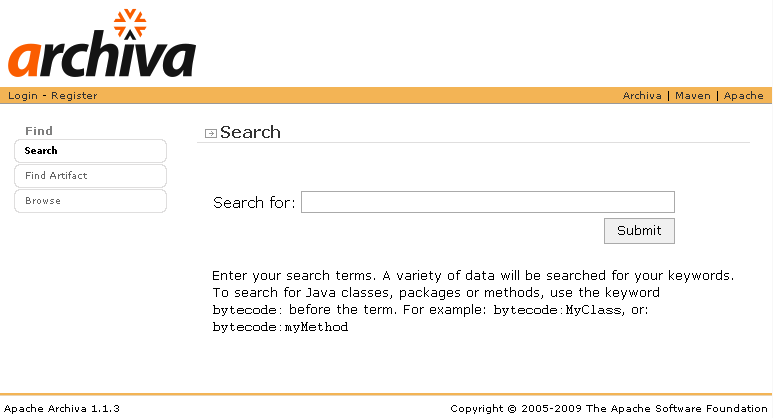 archiva
Login - Register
Archiva | Maven | Apache
Find
Search
Find Artifact
Browse
Search
Search for:
Submit
Enter your search terms. A variety of data will be searched for your keywords.
To search for Java classes, packages or methods, use the keyword
bytecode: before the term. For example: bytecode:MyClass, or:
bytecode:myMethod
Apache Archiva 1.1.3
Copyright © 2005-2009 The Apache Software Foundation